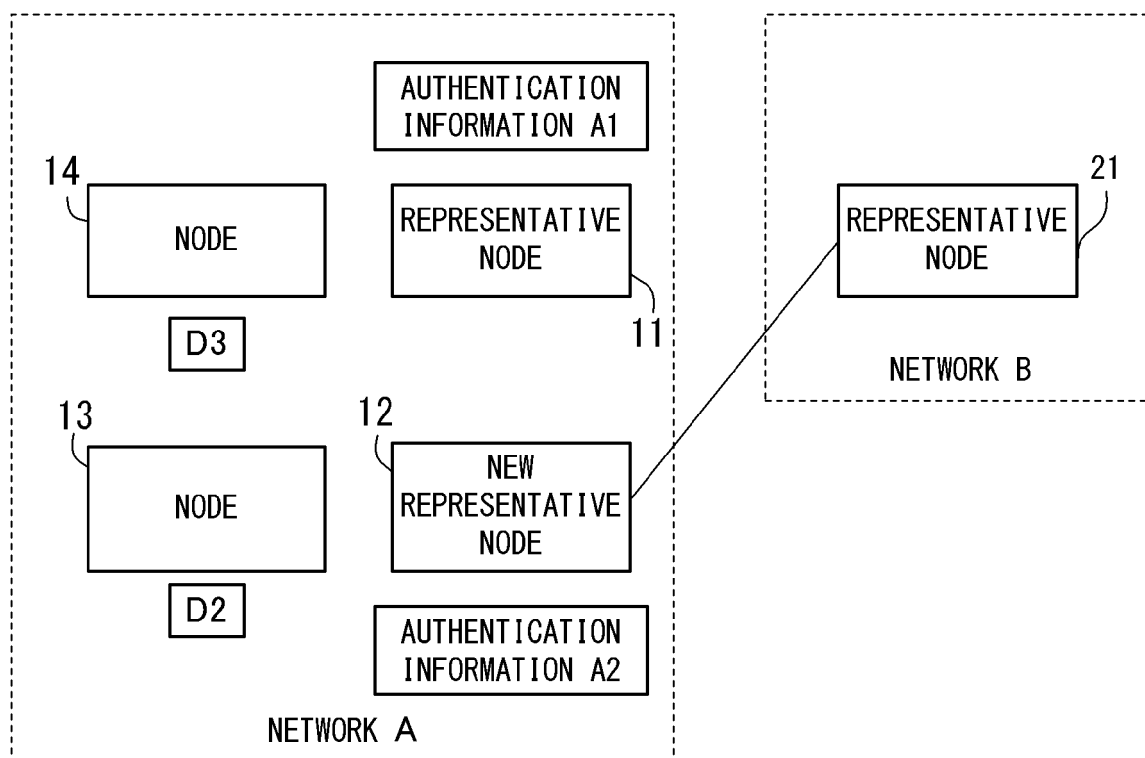 AUTHENTICATION
INFORMATION A1
14
NODE
REPRESENTATIVE
NODE
11
21
REPRESENTATIVE
NODE
D3
NETWORK B
13
NODE
12
NEW
REPRESENTATIVE
NODE
D2
AUTHENTICATION
INFORMATION A2
NETWORK A